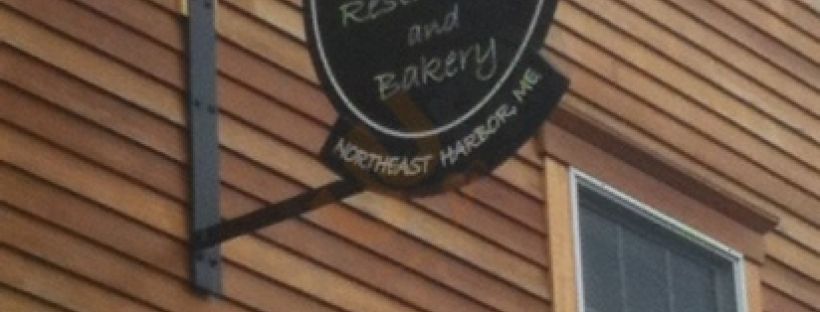 and
Bakery
NORTHEAST HARBOR, ME